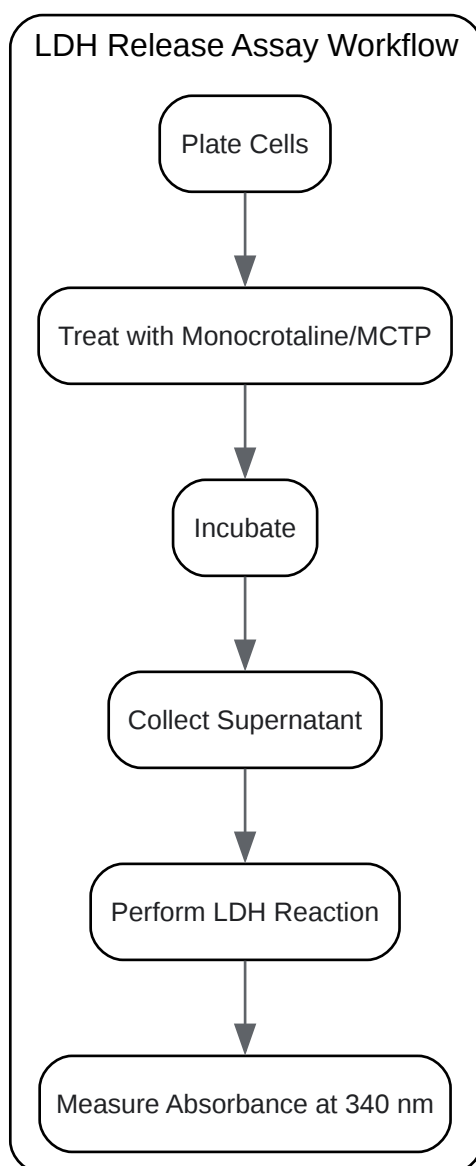 LDH Release Assay Workflow
Plate Cells
Treat with Monocrotaline/MCTP
Incubate
Collect Supernatant
Perform LDH Reaction
Measure Absorbance at 340 nm